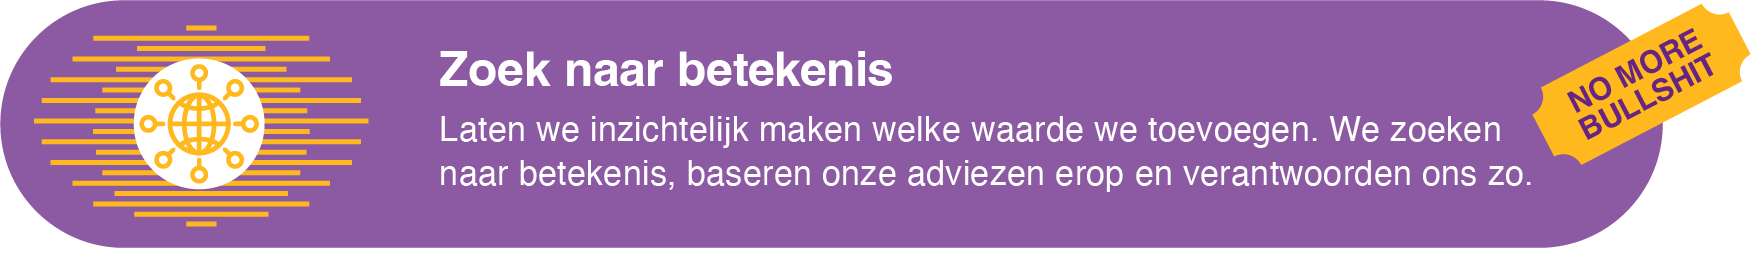 Zoek naar betekenis
Laten we inzichtelijk maken welke waarde we toevoegen. We zoeken
naar betekenis, baseren onze adviezen erop en verantwoorden ons zo.
NO MORE
BULLSHIT